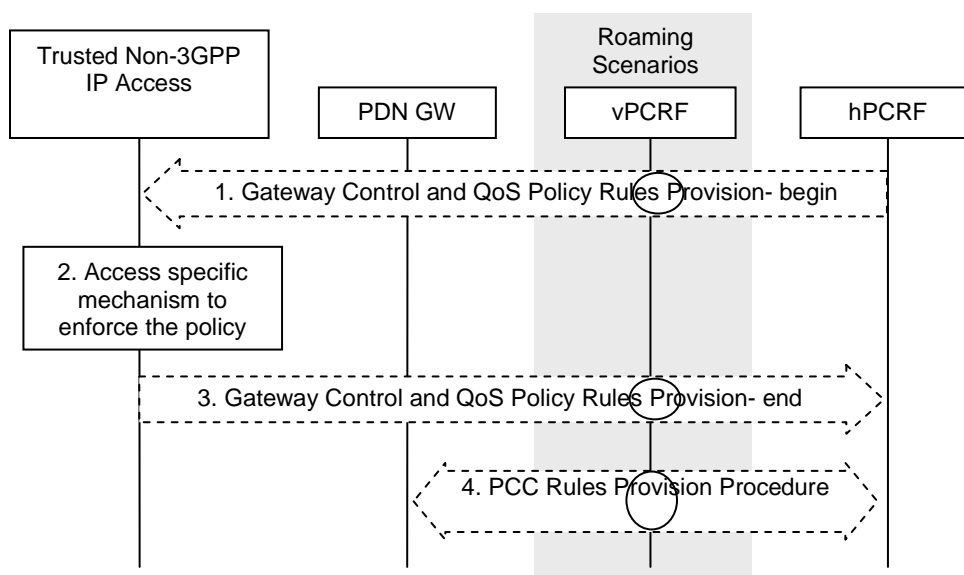 Trusted Non-3GPP
IP Access
PDN GW
Roaming
Scenarios
vPCRF
hPCRF
1. Gateway Control and QoS Policy Rules Provision- begin
2. Access specific
mechanism to
enforce the policy
3. Gateway Control and QoS Policy Rules Provision- end
4. PCC Rules Provision Procedure